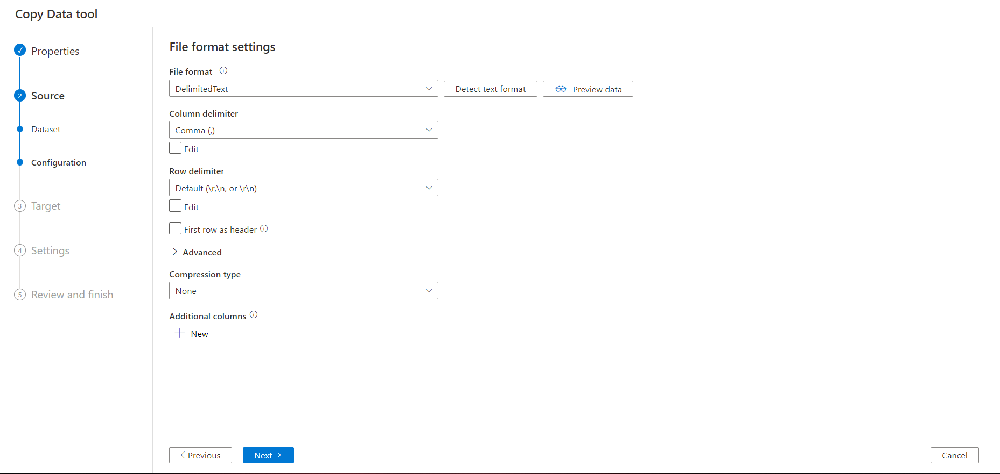 Copy Data tool
Properties
2 Source
Dataset
Configuration
3 Target
4 Settings
5 Review and finish
File format settings
File format
DelimitedText
Detect text format
Preview data
Column delimiter
Comma (,)
Edit
Row delimiter
Default (\r,\n, or \r\n)
Edit
First row as header
Advanced
Compression type
None
Additional columns
New
Previous
Next
Cancel